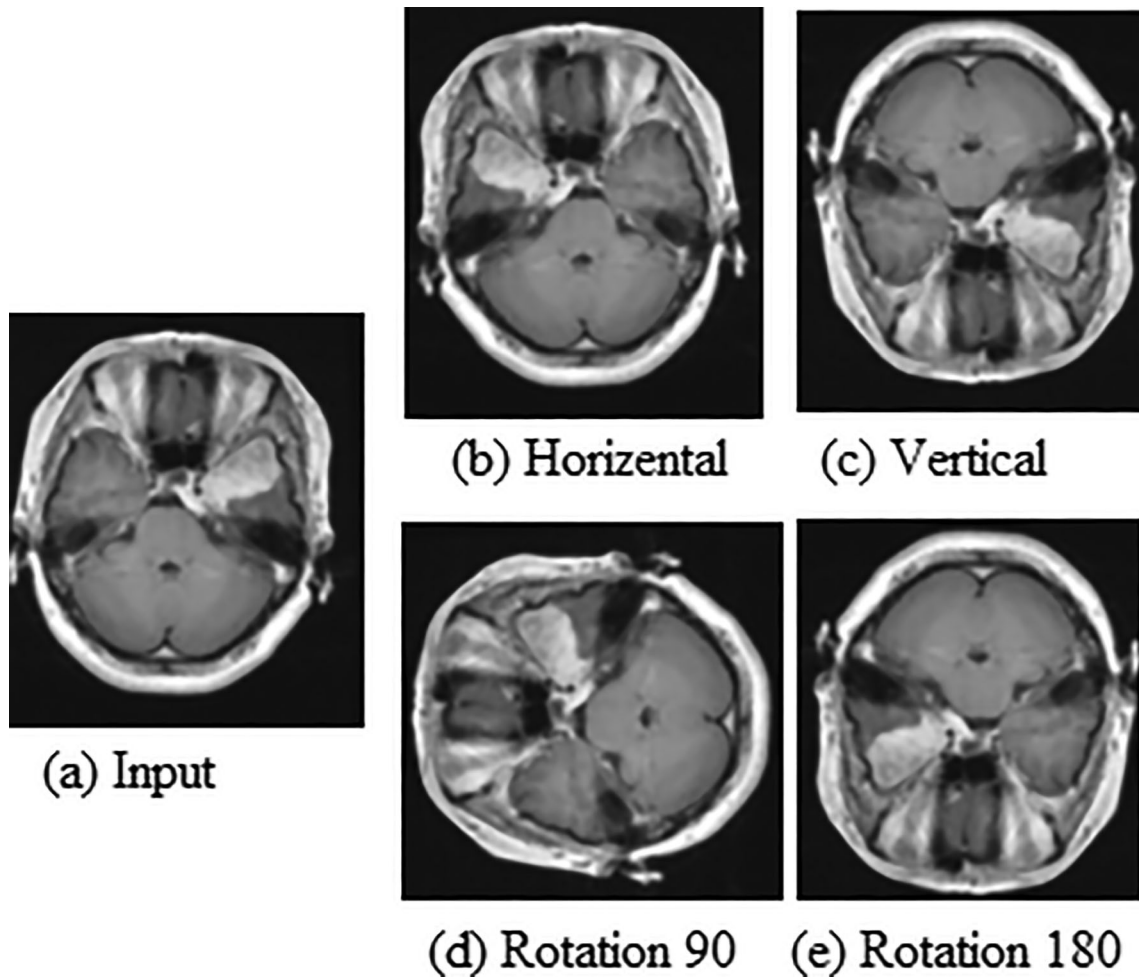 (b) Horizental
(c) Vertical
(a) Input
(d) Rotation 90
(e) Rotation 180